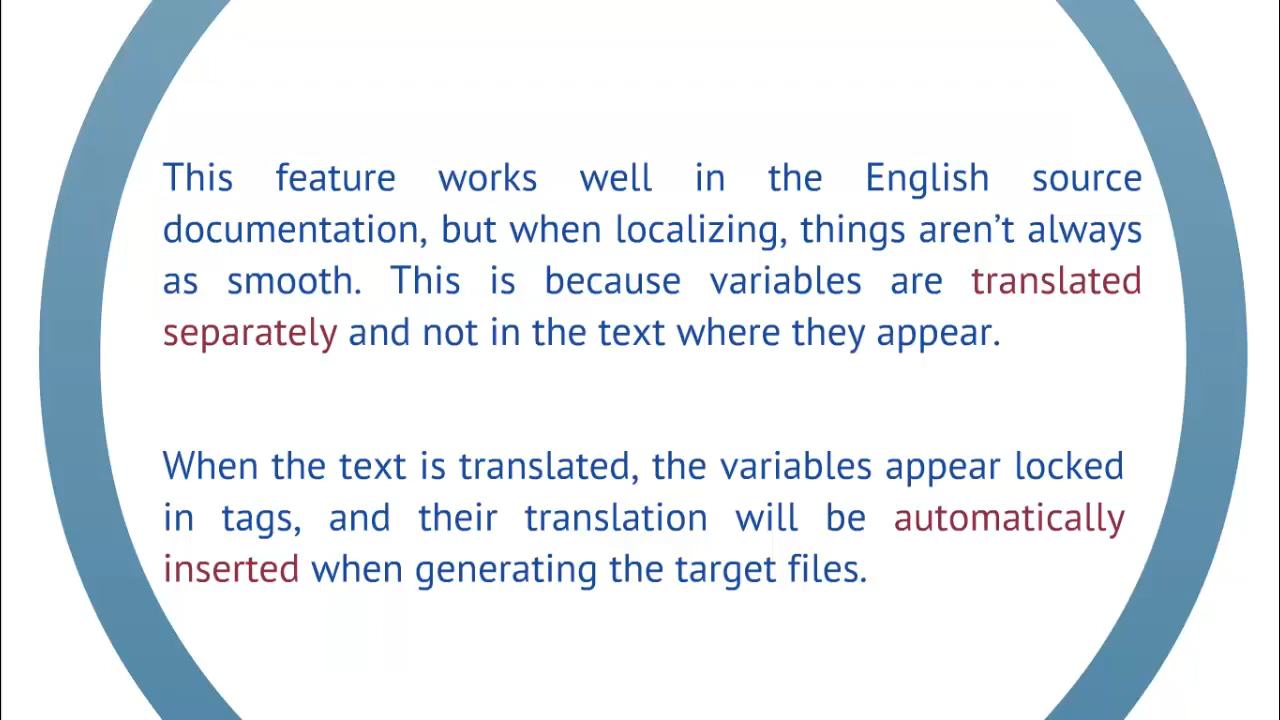 This feature works well in the English source
documentation, but when localizing, things aren’t always
as smooth. This is because variables are translated
separately and not in the text where they appear.
When the text is translated, the variables appear locked
in tags, and their translation will be automatically
inserted when generating the target files.